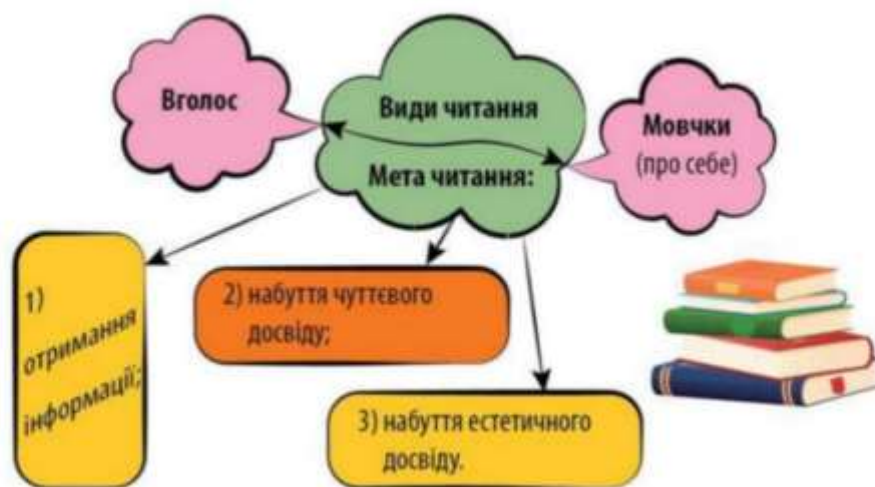 Вголос
Види читання
Мовчки
(про себе)
Мета читання:
1)
отримання
інформації;
2) набуття чуттєвого
досвіду;
3) набуття естетичного
досвіду.